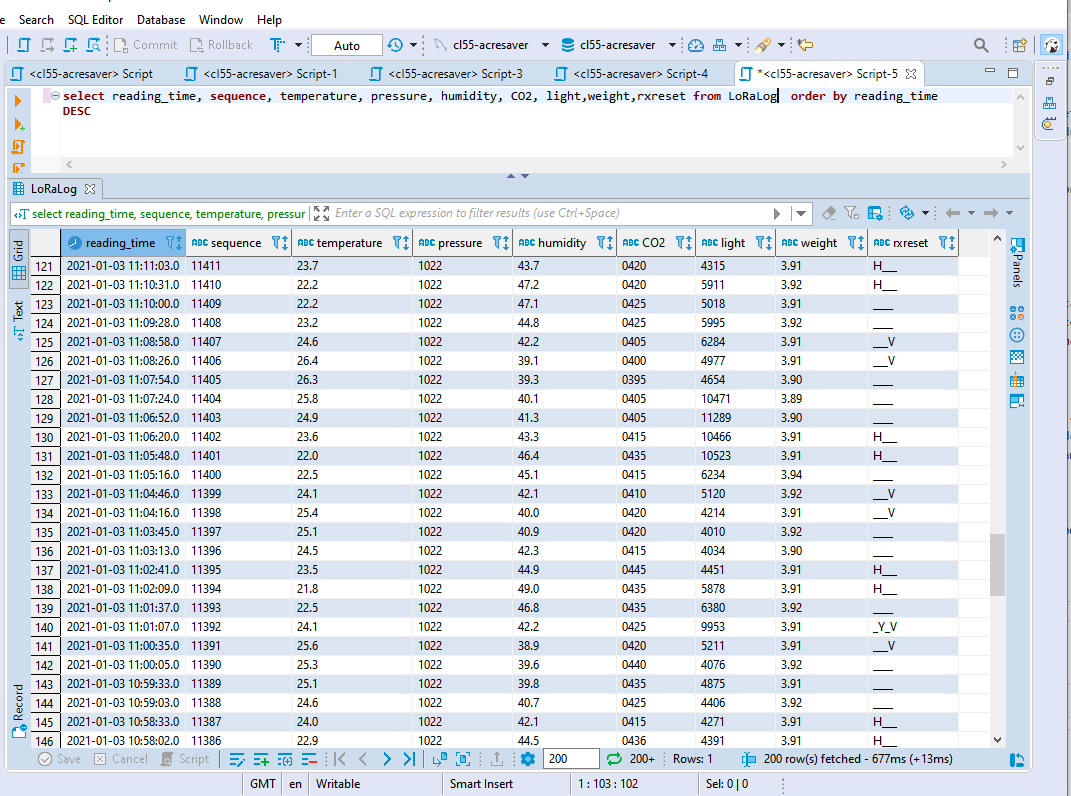 e Search SQL Editor Database Window Help
Commit Rollback Auto cl55-acresaver cl55-acresaver
<cl55-acresaver> Script <cl55-acresaver> Script-1 <cl55-acresaver> Script-3 <cl55-acresaver> Script-4 *<cl55-acresaver> Script-5
select reading_time, sequence, temperature, pressure, humidity, CO2, light,weight,rxreset from LoRaLog order by reading_time
DESC
LoRaLog
select reading_time, sequence, temperature, pressur Enter a SQL expression to filter results (use Ctrl+Space)
Grid
Text
Record
Panels
reading_time ABC sequence ABC temperature ABC pressure ABC humidity ABC CO2 ABC light ABC weight ABC rxreset
121 2021-01-03 11:11:03.0 11411 23.7 1022 43.7 0420 4315 3.91 H___
122 2021-01-03 11:10:31.0 11410 22.2 1022 47.2 0420 5911 3.92 H___
123 2021-01-03 11:10:00.0 11409 22.2 1022 47.1 0425 5018 3.91 ____
124 2021-01-03 11:09:28.0 11408 23.2 1022 44.8 0425 5995 3.92 ____
125 2021-01-03 11:08:58.0 11407 24.6 1022 42.2 0405 6284 3.91 ___V
126 2021-01-03 11:08:26.0 11406 26.4 1022 39.1 0400 4977 3.91 ___V
127 2021-01-03 11:07:54.0 11405 26.3 1022 39.3 0395 4654 3.90 ____
128 2021-01-03 11:07:24.0 11404 25.8 1022 40.1 0405 10471 3.89 ____
129 2021-01-03 11:06:52.0 11403 24.9 1022 41.3 0405 11289 3.90 ____
130 2021-01-03 11:06:20.0 11402 23.6 1022 43.3 0415 10466 3.91 H___
131 2021-01-03 11:05:48.0 11401 22.0 1022 46.4 0435 10523 3.91 H___
132 2021-01-03 11:05:16.0 11400 22.5 1022 45.1 0415 6234 3.94 ____
133 2021-01-03 11:04:46.0 11399 24.1 1022 42.1 0410 5120 3.92 ___V
134 2021-01-03 11:04:16.0 11398 25.4 1022 40.0 0420 4214 3.91 ___V
135 2021-01-03 11:03:45.0 11397 25.1 1022 40.9 0420 4010 3.92 ____
136 2021-01-03 11:03:13.0 11396 24.5 1022 42.3 0415 4034 3.90 ____
137 2021-01-03 11:02:41.0 11395 23.5 1022 44.9 0445 4451 3.91 H___
138 2021-01-03 11:02:09.0 11394 21.8 1022 49.0 0435 5878 3.91 H___
139 2021-01-03 11:01:37.0 11393 22.5 1022 46.8 0435 6380 3.92 ____
140 2021-01-03 11:01:07.0 11392 24.1 1022 42.2 0425 9953 3.91 _Y_V
141 2021-01-03 11:00:35.0 11391 25.6 1022 38.9 0420 5211 3.91 ___V
142 2021-01-03 11:00:05.0 11390 25.3 1022 39.6 0440 4076 3.92 ____
143 2021-01-03 10:59:33.0 11389 25.1 1022 39.8 0435 4875 3.91 ____
144 2021-01-03 10:59:03.0 11388 24.6 1022 40.7 0425 4406 3.92 ____
145 2021-01-03 10:58:33.0 11387 24.0 1022 42.1 0415 4271 3.91 H___
146 2021-01-03 10:58:02.0 11386 22.9 1022 44.5 0436 4391 3.91 H___
Save Cancel Script 200 200+ Rows: 1 200 row(s) fetched - 677ms (+13ms)
GMT en Writable Smart Insert 1 : 103 : 102 Sel: 0 | 0